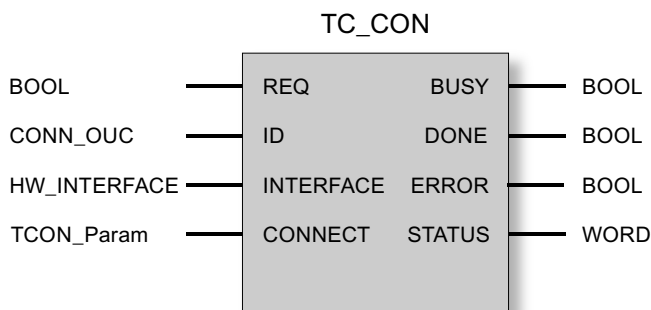 TC_CON
BOOL REQ BUSY BOOL
CONN_OUC ID DONE BOOL
HW_INTERFACE INTERFACE ERROR BOOL
TCON_Param CONNECT STATUS WORD